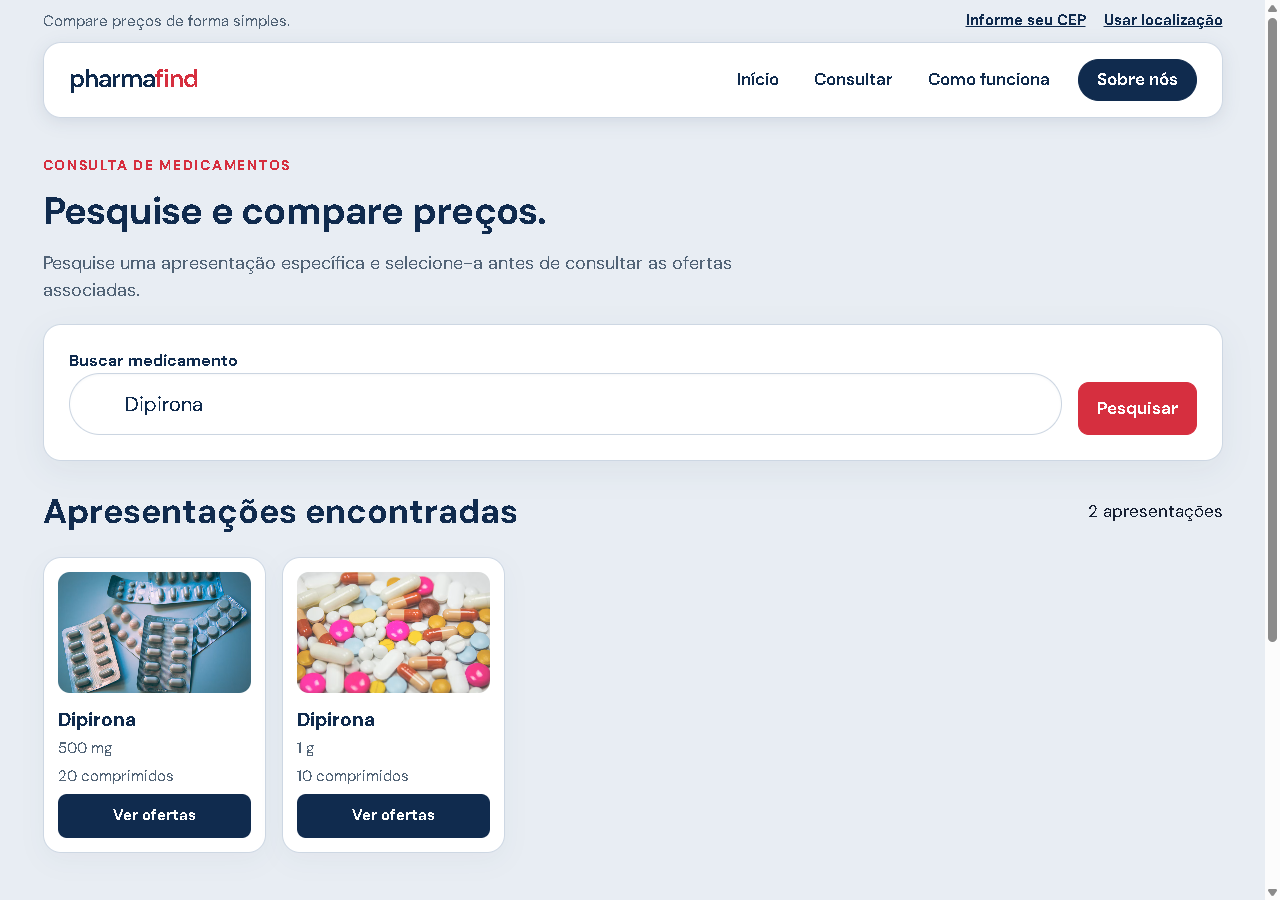 Compare preços de forma simples.
Informe seu CEP
Usar localização
pharmafind
Início
Consultar
Como funciona
Sobre nós
CONSULTA DE MEDICAMENTOS
Pesquise e compare preços.
Pesquise uma apresentação específica e selecione-a antes de consultar as ofertas
associadas.
Buscar medicamento
Dipirona
Pesquisar
Apresentações encontradas
2 apresentações
Dipirona
500 mg
20 comprimidos
Ver ofertas
Dipirona
1 g
10 comprimidos
Ver ofertas